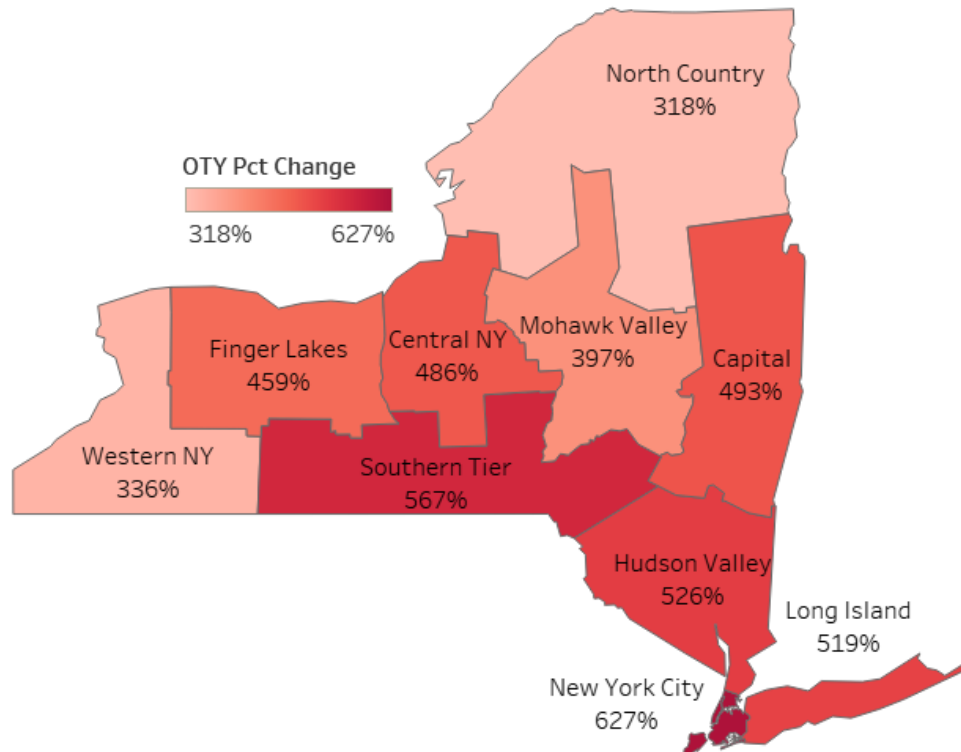 North Country
318%
OTY Pct Change
318% 627%
Finger Lakes
459%
Central NY
486%
Mohawk Valley
397%
Capital
493%
Western NY
336%
Southern Tier
567%
Hudson Valley
526%
Long Island
519%
New York City
627%